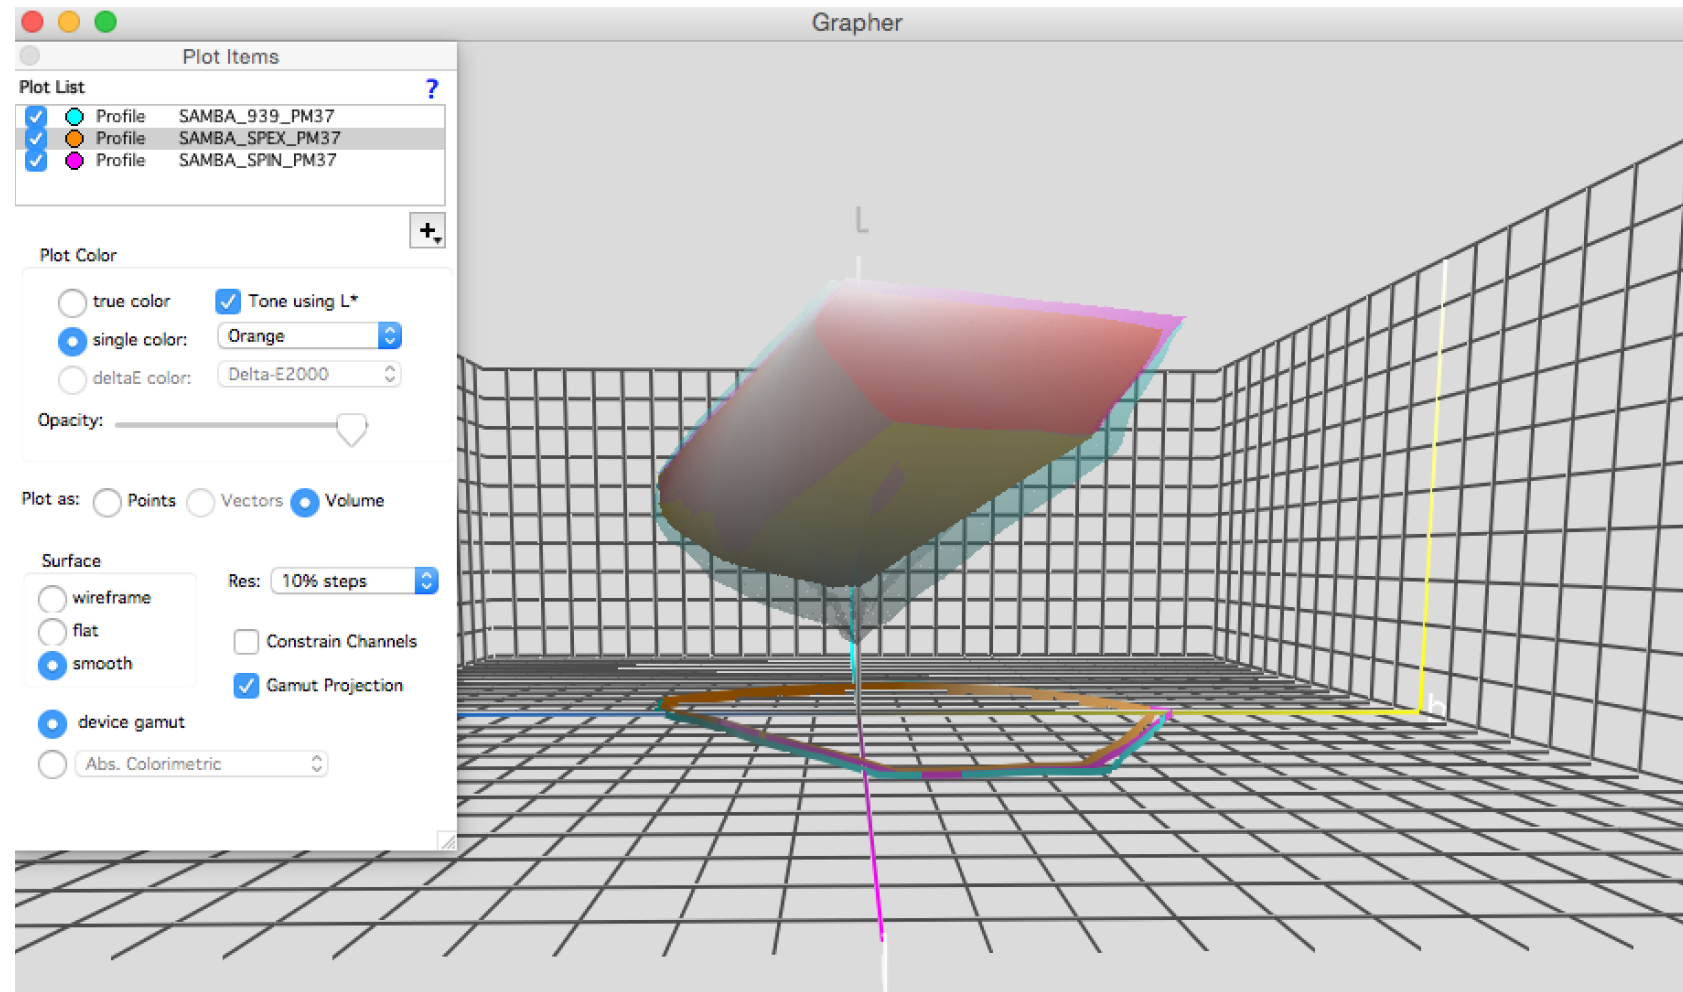 Grapher
Plot Items
Plot List ?
Profile SAMBA_939_PM37
Profile SAMBA_SPEX_PM37
Profile SAMBA_SPIN_PM37
+
Plot Color
true color Tone using L*
single color: Orange
deltaE color: Delta-E2000
Opacity:
Plot as: Points Vectors Volume
Surface
Res: 10% steps
wireframe
flat
smooth
Constrain Channels
Gamut Projection
device gamut
Abs. Colorimetric
L
b